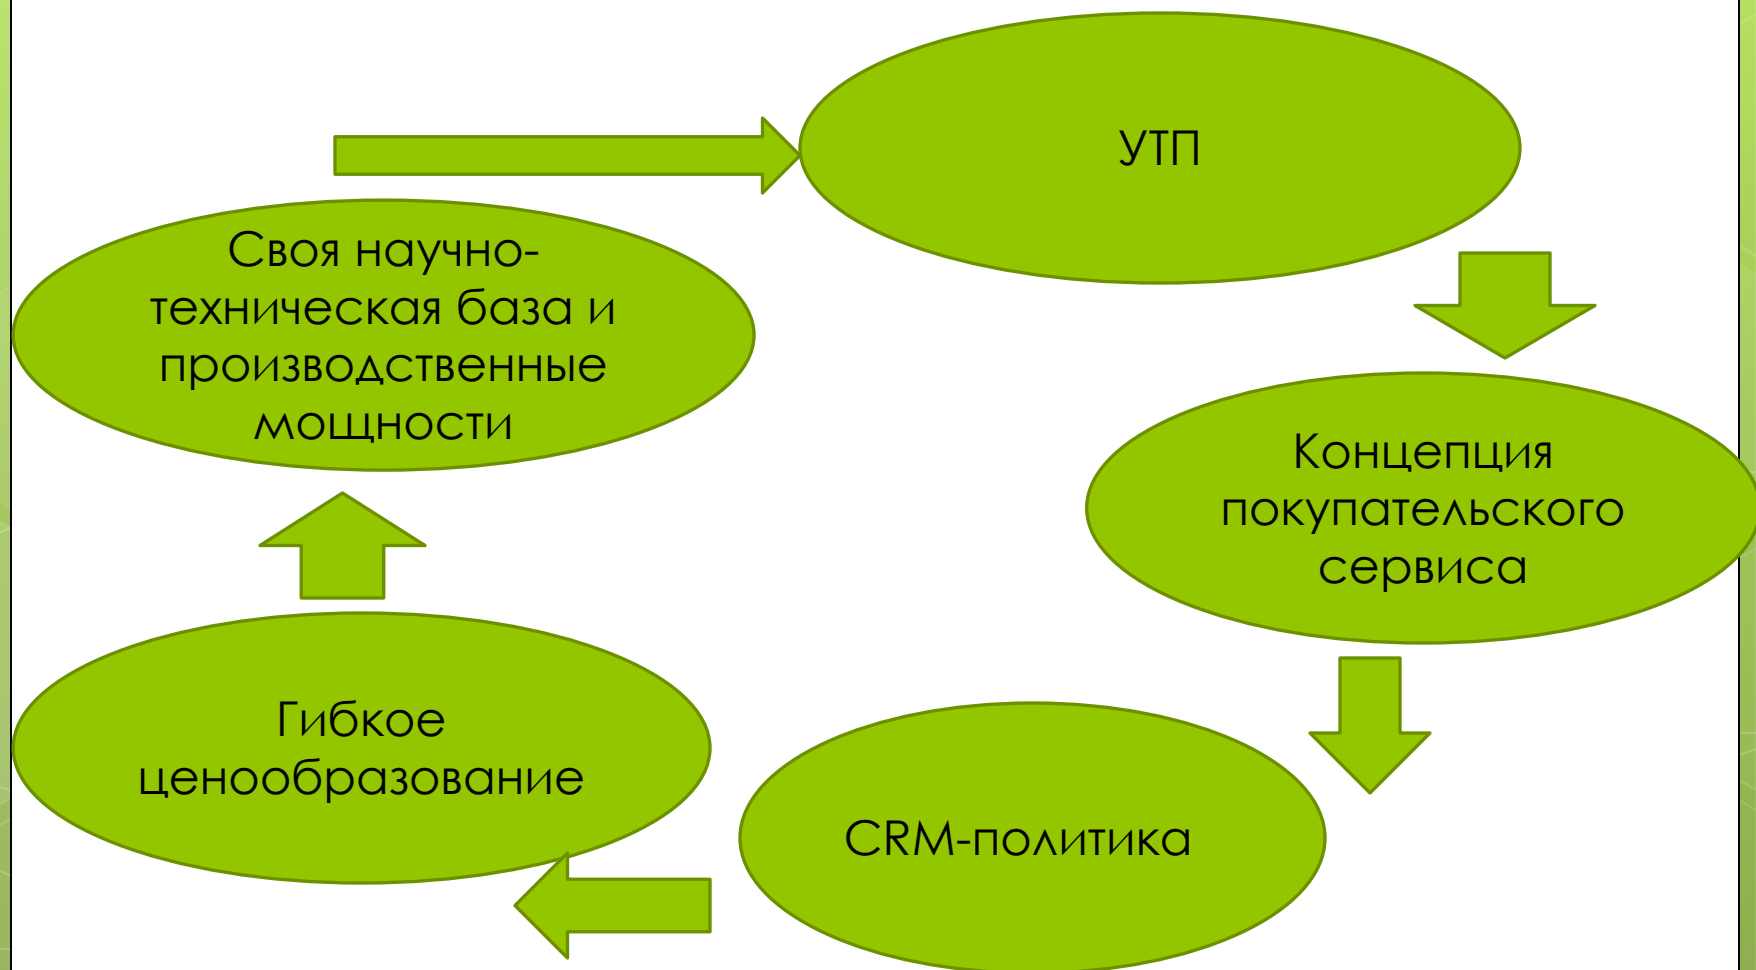 УТП
Своя научно-
техническая база и
производственные
мощности
Концепция
покупательского
сервиса
Гибкое
ценообразование
CRM-политика